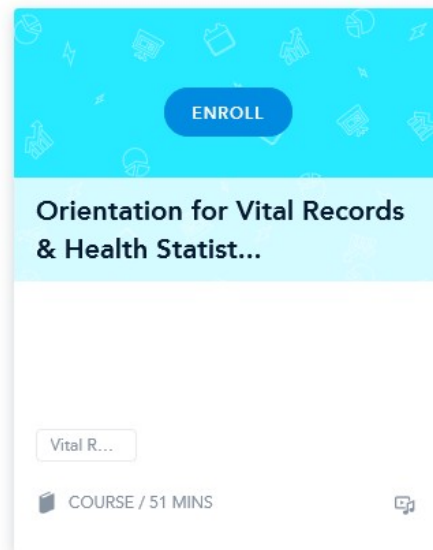 ENROLL
Orientation for Vital Records
& Health Statist...
Vital R...
COURSE / 51 MINS